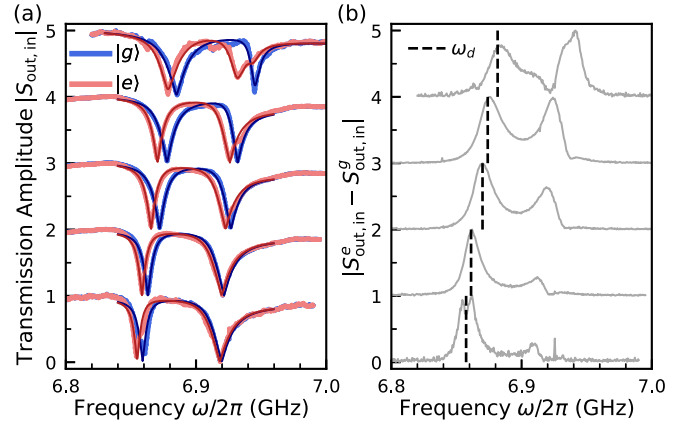 (a)
Transmission Amplitude |S_out, in|
5
4
3
2
1
0
|g⟩
|e⟩
6.8 6.9 7.0
Frequency ω/2π (GHz)
(b)
|S^e_out, in − S^g_out, in|
5
4
3
2
1
0
ω_d
6.8 6.9 7.0
Frequency ω/2π (GHz)